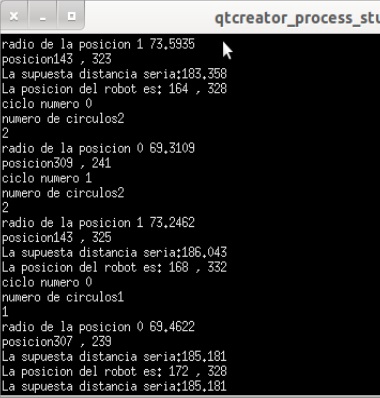 qtcreator_process_stu
radio de la posicion 1 73.5935
posicion143 , 323
La supuesta distancia seria:183.358
La posicion del robot es: 164 , 328
ciclo numero 0
numero de circulos2
2
radio de la posicion 0 69.3109
posicion309 , 241
ciclo numero 1
numero de circulos2
2
radio de la posicion 1 73.2462
posicion143 , 325
La supuesta distancia seria:186.043
La posicion del robot es: 168 , 332
ciclo numero 0
numero de circulos1
1
radio de la posicion 0 69.4622
posicion307 , 239
La supuesta distancia seria:185.181
La posicion del robot es: 172 , 328
La supuesta distancia seria:185.181